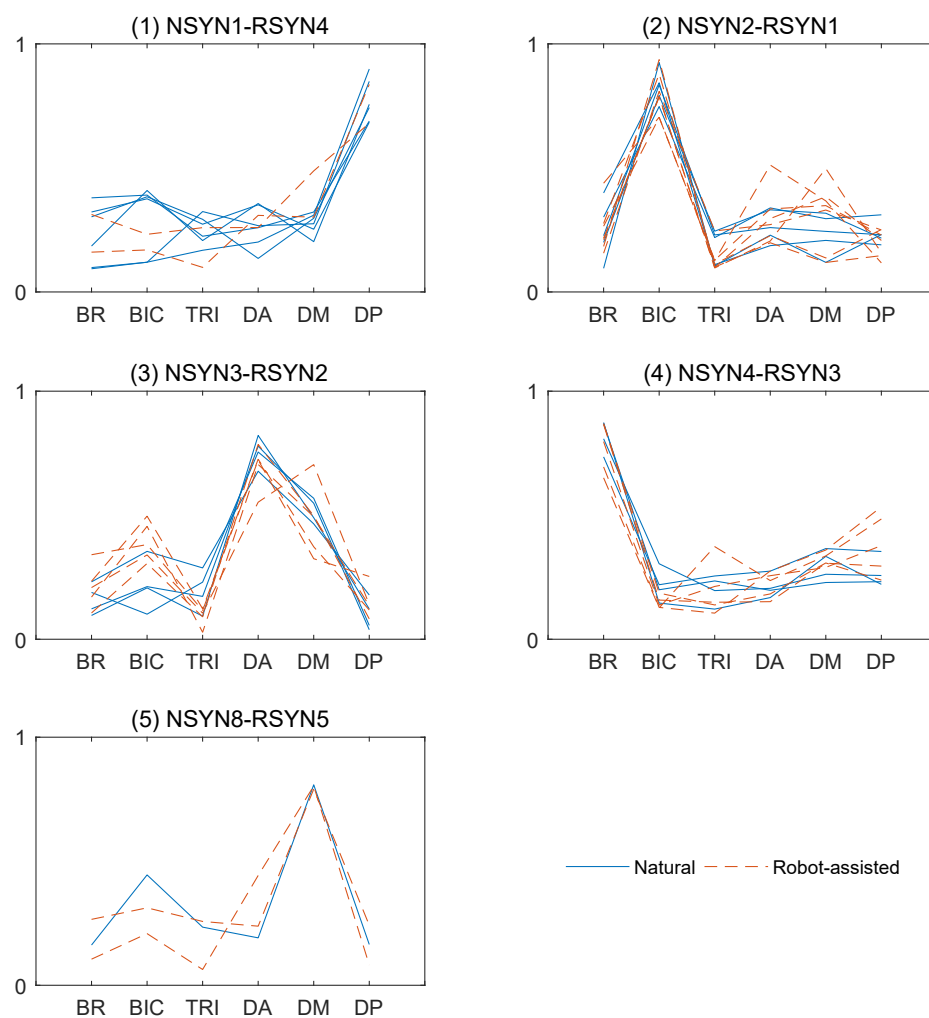 (1) NSYN1-RSYN4
1
0
BR BIC TRI DA DM DP
(2) NSYN2-RSYN1
1
0
BR BIC TRI DA DM DP
(3) NSYN3-RSYN2
1
0
BR BIC TRI DA DM DP
(4) NSYN4-RSYN3
1
0
BR BIC TRI DA DM DP
(5) NSYN8-RSYN5
1
0
BR BIC TRI DA DM DP
Natural Robot-assisted